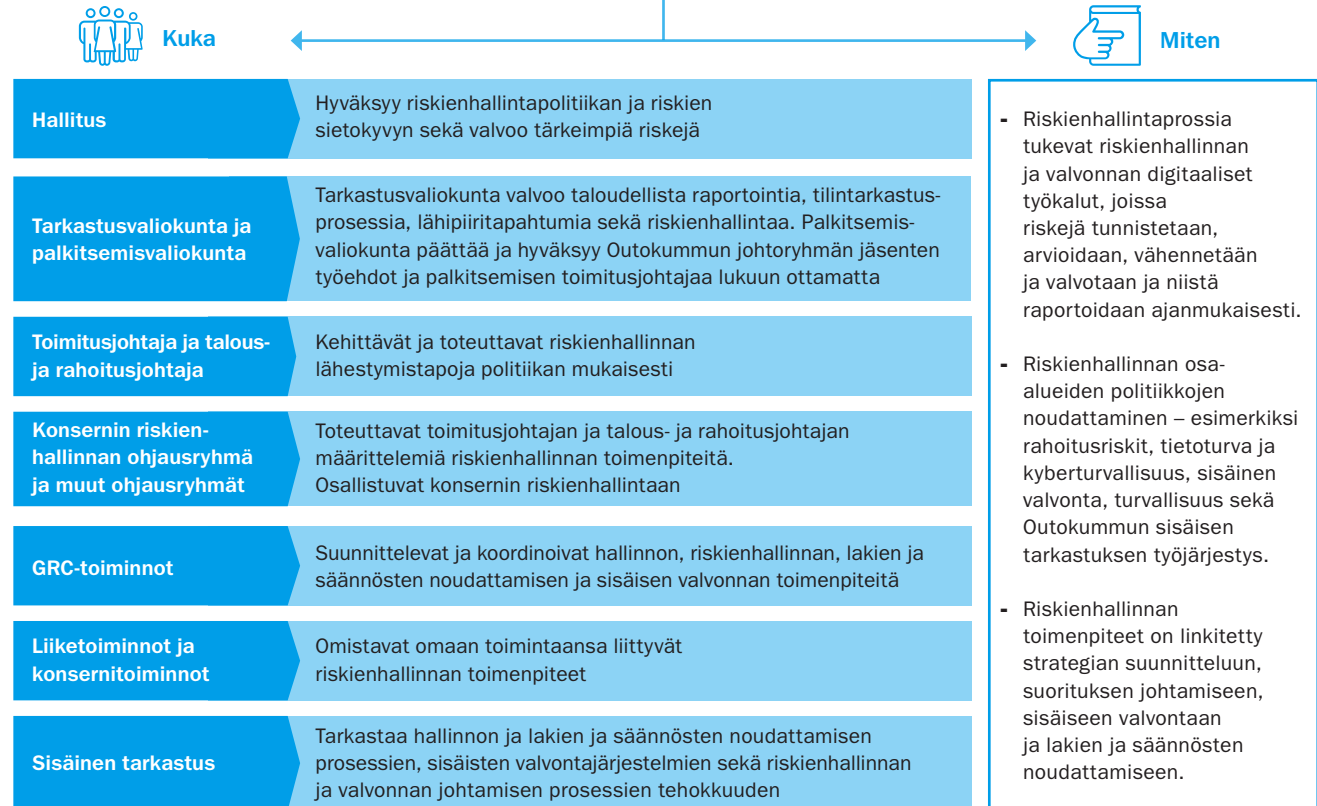 Kuka
Miten
Hallitus
Hyväksyy riskienhallintapolitiikan ja riskien
sietokyvyn sekä valvoo tärkeimpiä riskejä
Tarkastusvaliokunta ja
palkitsemisvaliokunta
Tarkastusvaliokunta valvoo taloudellista raportointia, tilintarkastus-
prosessia, lähipiiritapahtumia sekä riskienhallintaa. Palkitsemis-
valiokunta päättää ja hyväksyy Outokummun johtoryhmän jäsenten
työehdot ja palkitsemisen toimitusjohtajaa lukuun ottamatta
Toimitusjohtaja ja talous-
ja rahoitusjohtaja
Kehittävät ja toteuttavat riskienhallinnan
lähestymistapoja politiikan mukaisesti
Konsernin riskien-
hallinnan ohjausryhmä
ja muut ohjausryhmät
Toteuttavat toimitusjohtajan ja talous- ja rahoitusjohtajan
määrittelemiä riskienhallinnan toimenpiteitä.
Osallistuvat konsernin riskienhallintaan
GRC-toiminnot
Suunnittelevat ja koordinoivat hallinnon, riskienhallinnan, lakien ja
säännösten noudattamisen ja sisäisen valvonnan toimenpiteitä
Liiketoiminnot ja
konsernitoiminnot
Omistavat omaan toimintaansa liittyvät
riskienhallinnan toimenpiteet
Sisäinen tarkastus
Tarkastaa hallinnon ja lakien ja säännösten noudattamisen
prosessien, sisäisten valvontajärjestelmien sekä riskienhallinnan
ja valvonnan johtamisen prosessien tehokkuuden
- Riskienhallintaprossia
tukevat riskienhallinnan
ja valvonnan digitaaliset
työkalut, joissa
riskejä tunnistetaan,
arvioidaan, vähennetään
ja valvotaan ja niistä
raportoidaan ajanmukaisesti.
- Riskienhallinnan osa-
alueiden politiikkojen
noudattaminen – esimerkiksi
rahoitusriskit, tietoturva ja
kyberturvallisuus, sisäinen
valvonta, turvallisuus sekä
Outokummun sisäisen
tarkastuksen työjärjestys.
- Riskienhallinnan
toimenpiteet on linkitetty
strategian suunnitteluun,
suorituksen johtamiseen,
sisäiseen valvontaan
ja lakien ja säännösten
noudattamiseen.